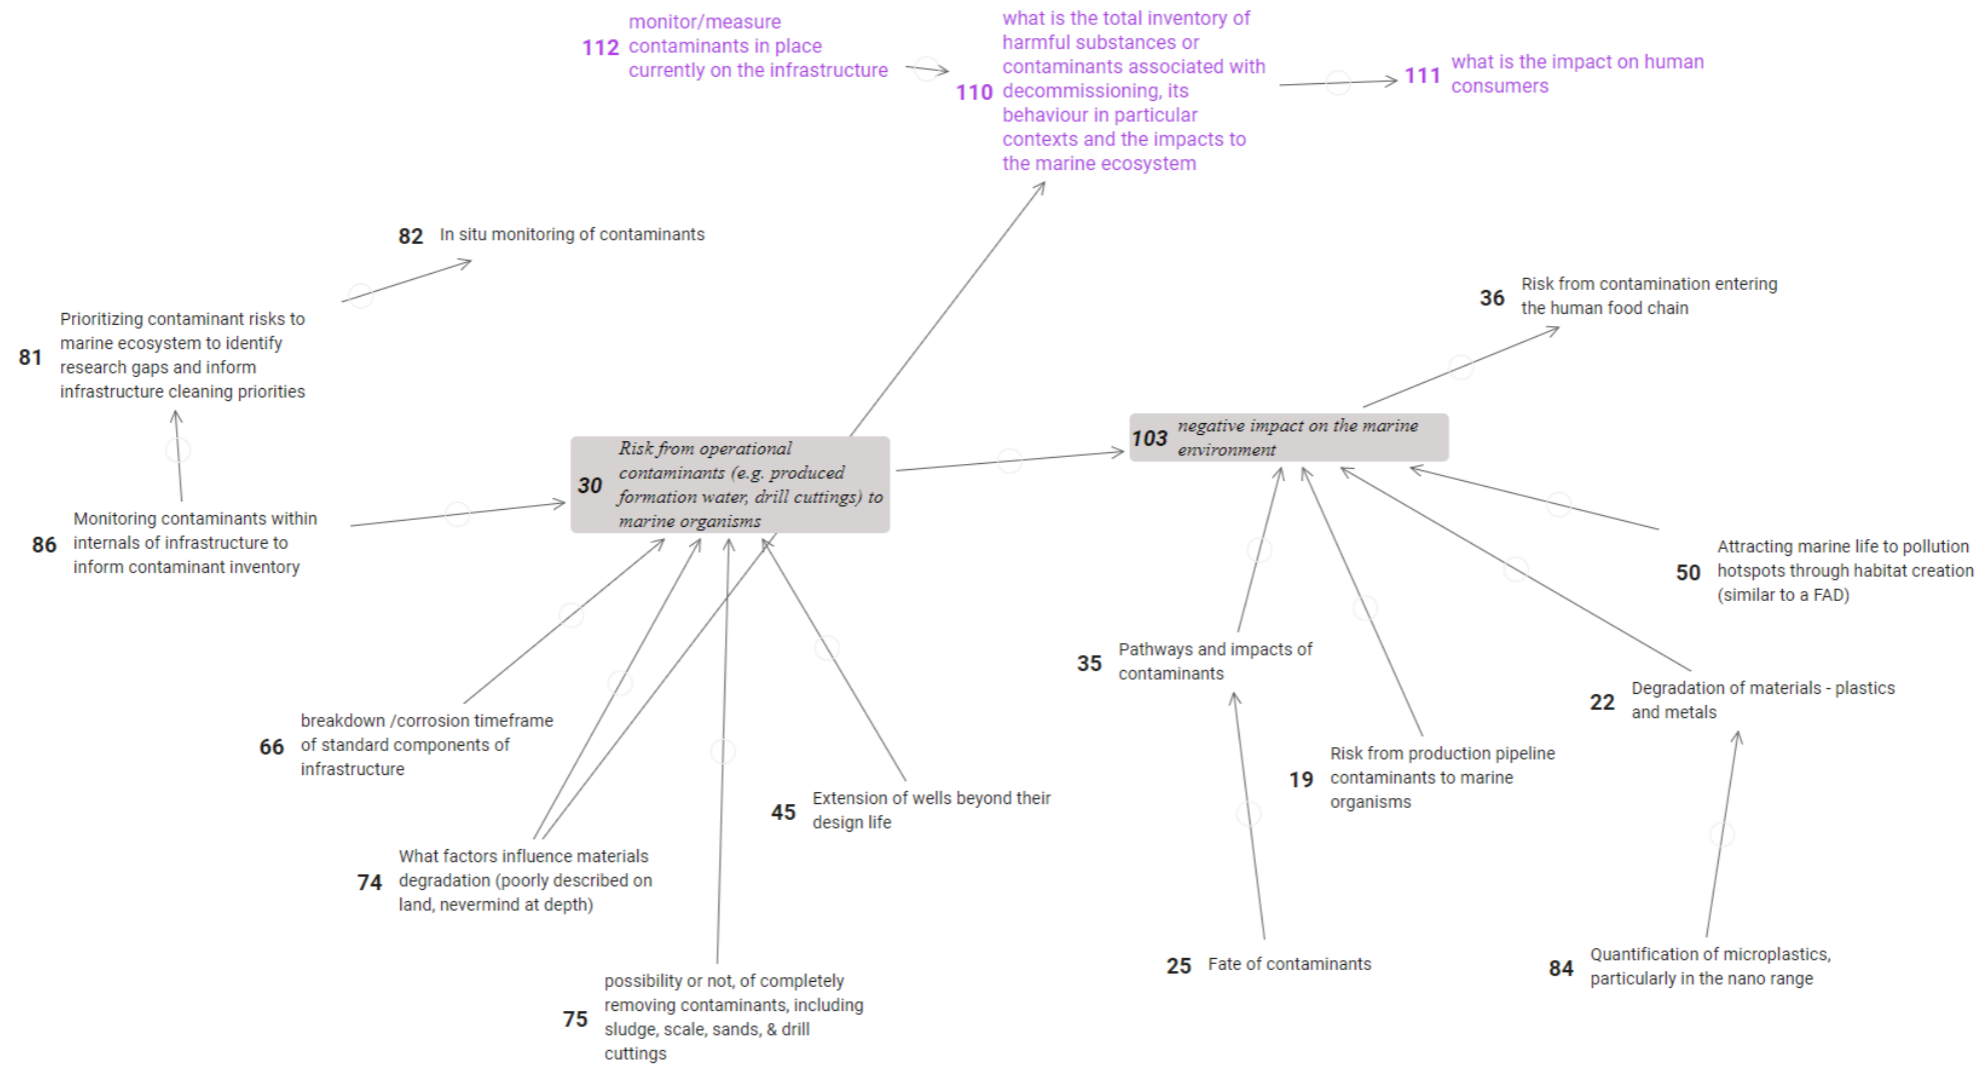 112
monitor/measure
contaminants in place
currently on the infrastructure
110
what is the total inventory of
harmful substances or
contaminants associated with
decommissioning, its
behaviour in particular
contexts and the impacts to
the marine ecosystem
111
what is the impact on human
consumers
82 In situ monitoring of contaminants
81
Prioritizing contaminant risks to
marine ecosystem to identify
research gaps and inform
infrastructure cleaning priorities
36
Risk from contamination entering
the human food chain
30
Risk from operational
contaminants (e.g. produced
formation water, drill cuttings) to
marine organisms
103
negative impact on the marine
environment
86
Monitoring contaminants within
internals of infrastructure to
inform contaminant inventory
50
Attracting marine life to pollution
hotspots through habitat creation
(similar to a FAD)
35
Pathways and impacts of
contaminants
22
Degradation of materials - plastics
and metals
66
breakdown /corrosion timeframe
of standard components of
infrastructure
19
Risk from production pipeline
contaminants to marine
organisms
45
Extension of wells beyond their
design life
74
What factors influence materials
degradation (poorly described on
land, nevermind at depth)
25 Fate of contaminants
84
Quantification of microplastics,
particularly in the nano range
75
possibility or not, of completely
removing contaminants, including
sludge, scale, sands, & drill
cuttings